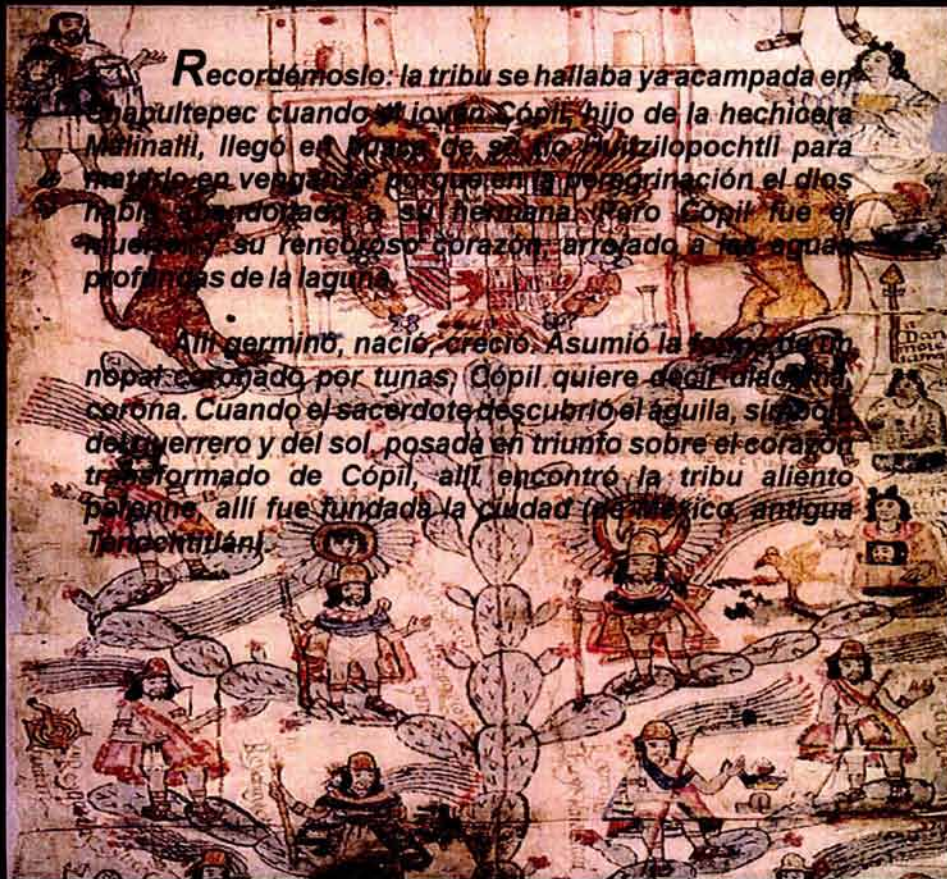 Recordémoslo: la tribu se hallaba ya acampada en
Chapultepec cuando el joven Cópil, hijo de la hechicera
Malinalli, llegó en busca de su tío Huitzilopochtli para
matarlo en venganza, porque en la peregrinación el dios
había abandonado a su hermana. Pero Cópil fue el
muerto, y su rencoroso corazón, arrojado a las aguas
profundas de la laguna.
Allí germinó, nació, creció. Asumió la forma de un
nopal coronado por tunas; Cópil quiere decir diadema,
corona. Cuando el sacerdote descubrió el águila, símbolo
del guerrero y del sol, posada en triunfo sobre el corazón
transformado de Cópil, allí encontró la tribu aliento
perenne, allí fue fundada la ciudad (de México, antigua
Tenochtitlán).